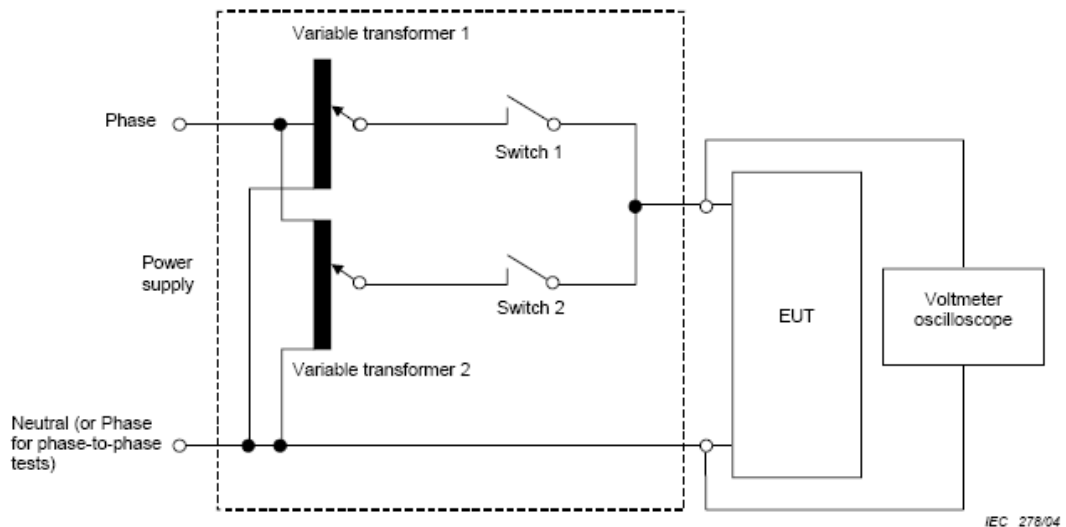 Variable transformer 1
Phase
Switch 1
Power
supply
Switch 2
EUT
Voltmeter
oscilloscope
Variable transformer 2
Neutral (or Phase
for phase-to-phase
tests)
IEC 278/04